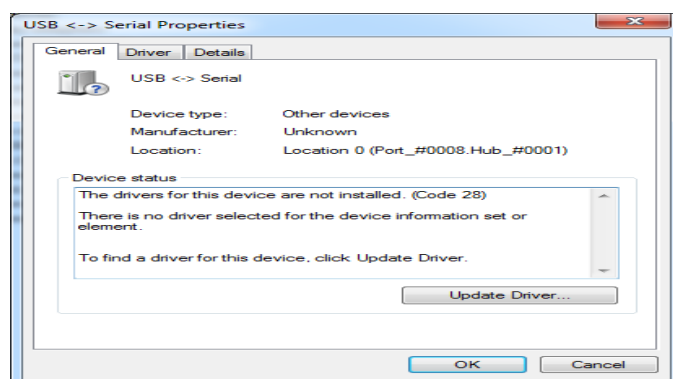 USB <-> Serial Properties
General Driver Details
USB <-> Serial
Device type: Other devices
Manufacturer: Unknown
Location: Location 0 (Port_#0008.Hub_#0001)
Device status
The drivers for this device are not installed. (Code 28)
There is no driver selected for the device information set or
element.
To find a driver for this device, click Update Driver.
Update Driver...
OK Cancel